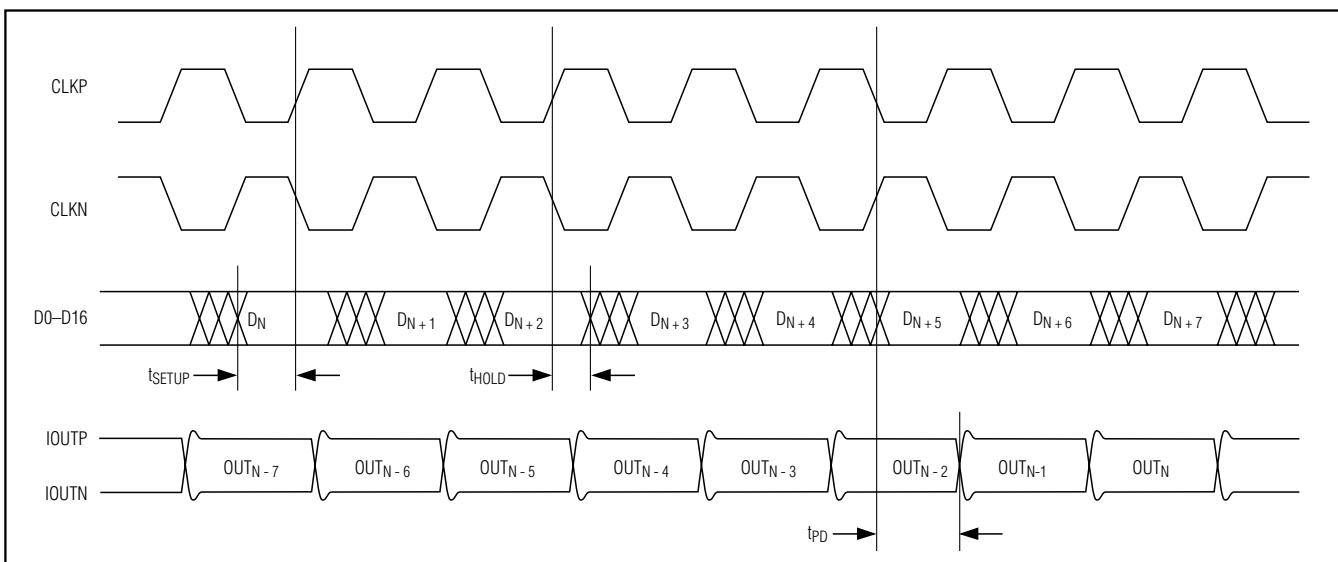 CLKP
CLKN
D0–D16
DN
DN + 1
DN + 2
DN + 3
DN + 4
DN + 5
DN + 6
DN + 7
tSETUP
tHOLD
IOUTP
IOUTN
OUTN - 7
OUTN - 6
OUTN - 5
OUTN - 4
OUTN - 3
OUTN - 2
OUTN-1
OUTN
tPD